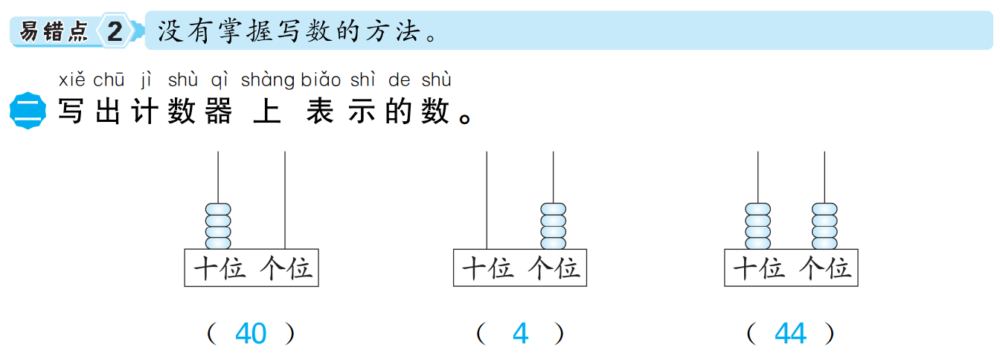 易错点 2 没有掌握写数的方法。
xiě chū jì shù qì shàng biǎo shì de shù
二 写出计数器上表示的数。
十位 个位 十位 个位 十位 个位
( 40 ) ( 4 ) ( 44 )